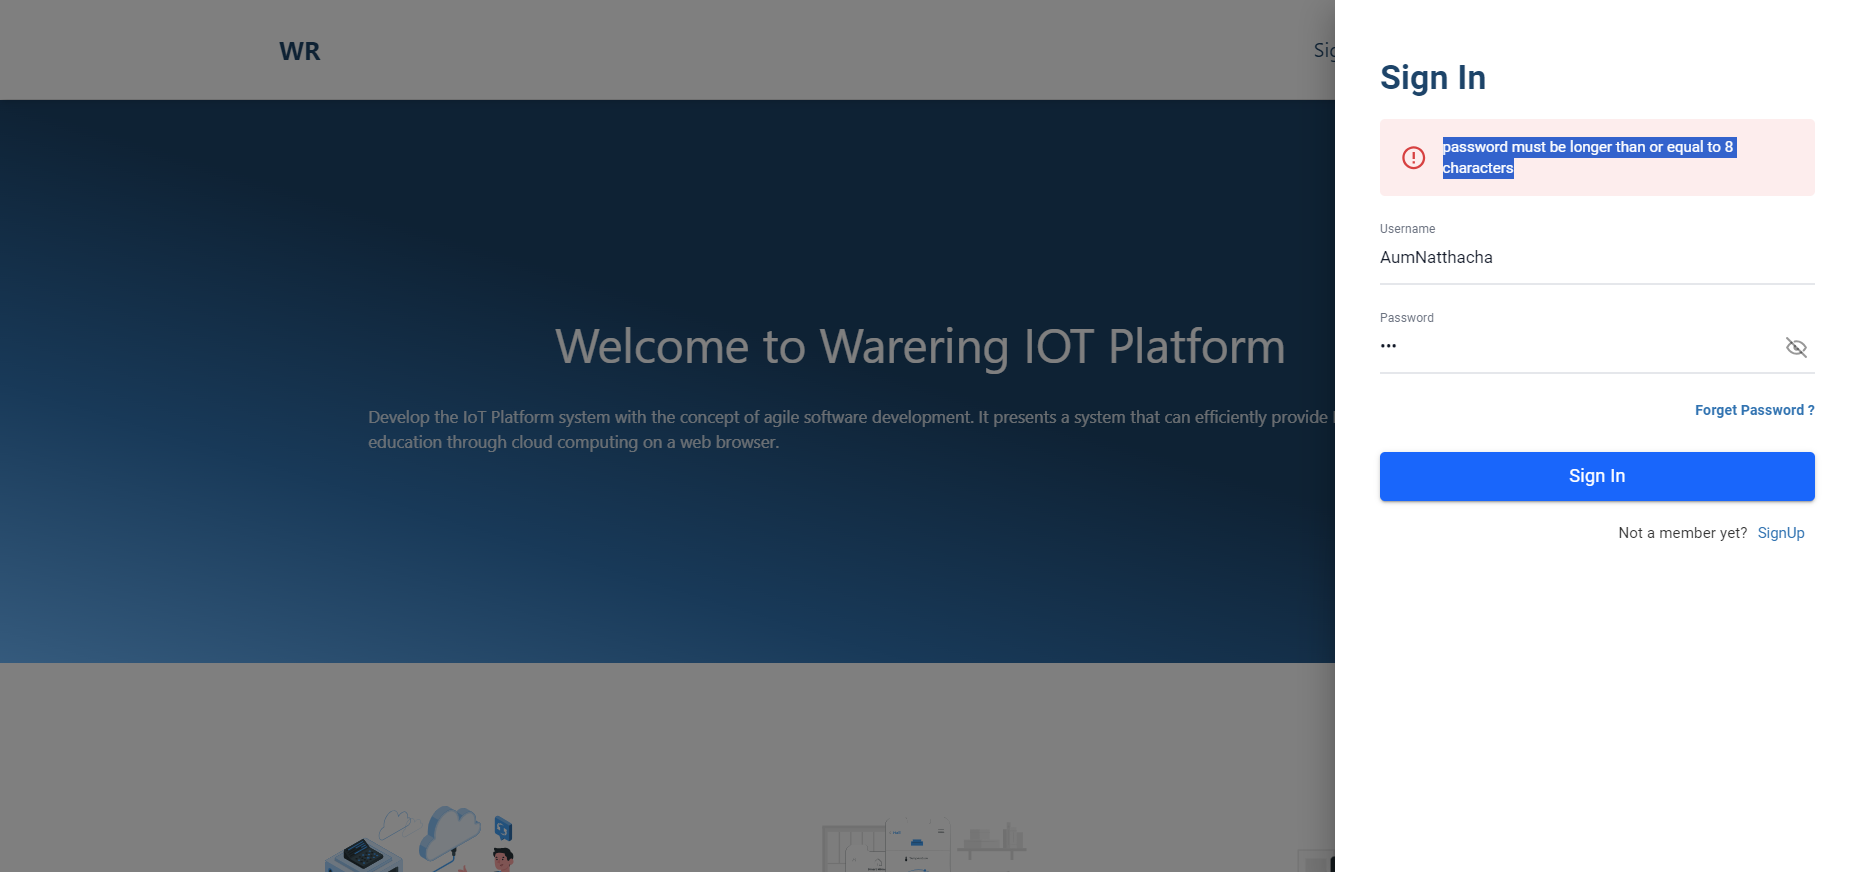 WR
Sign In
password must be longer than or equal to 8
characters
Username
AumNatthacha
Password
•••
Forget Password ?
Sign In
Not a member yet? SignUp
Welcome to Warering IOT Platform
Develop the IoT Platform system with the concept of agile software development. It presents a system that can efficiently provide
education through cloud computing on a web browser.